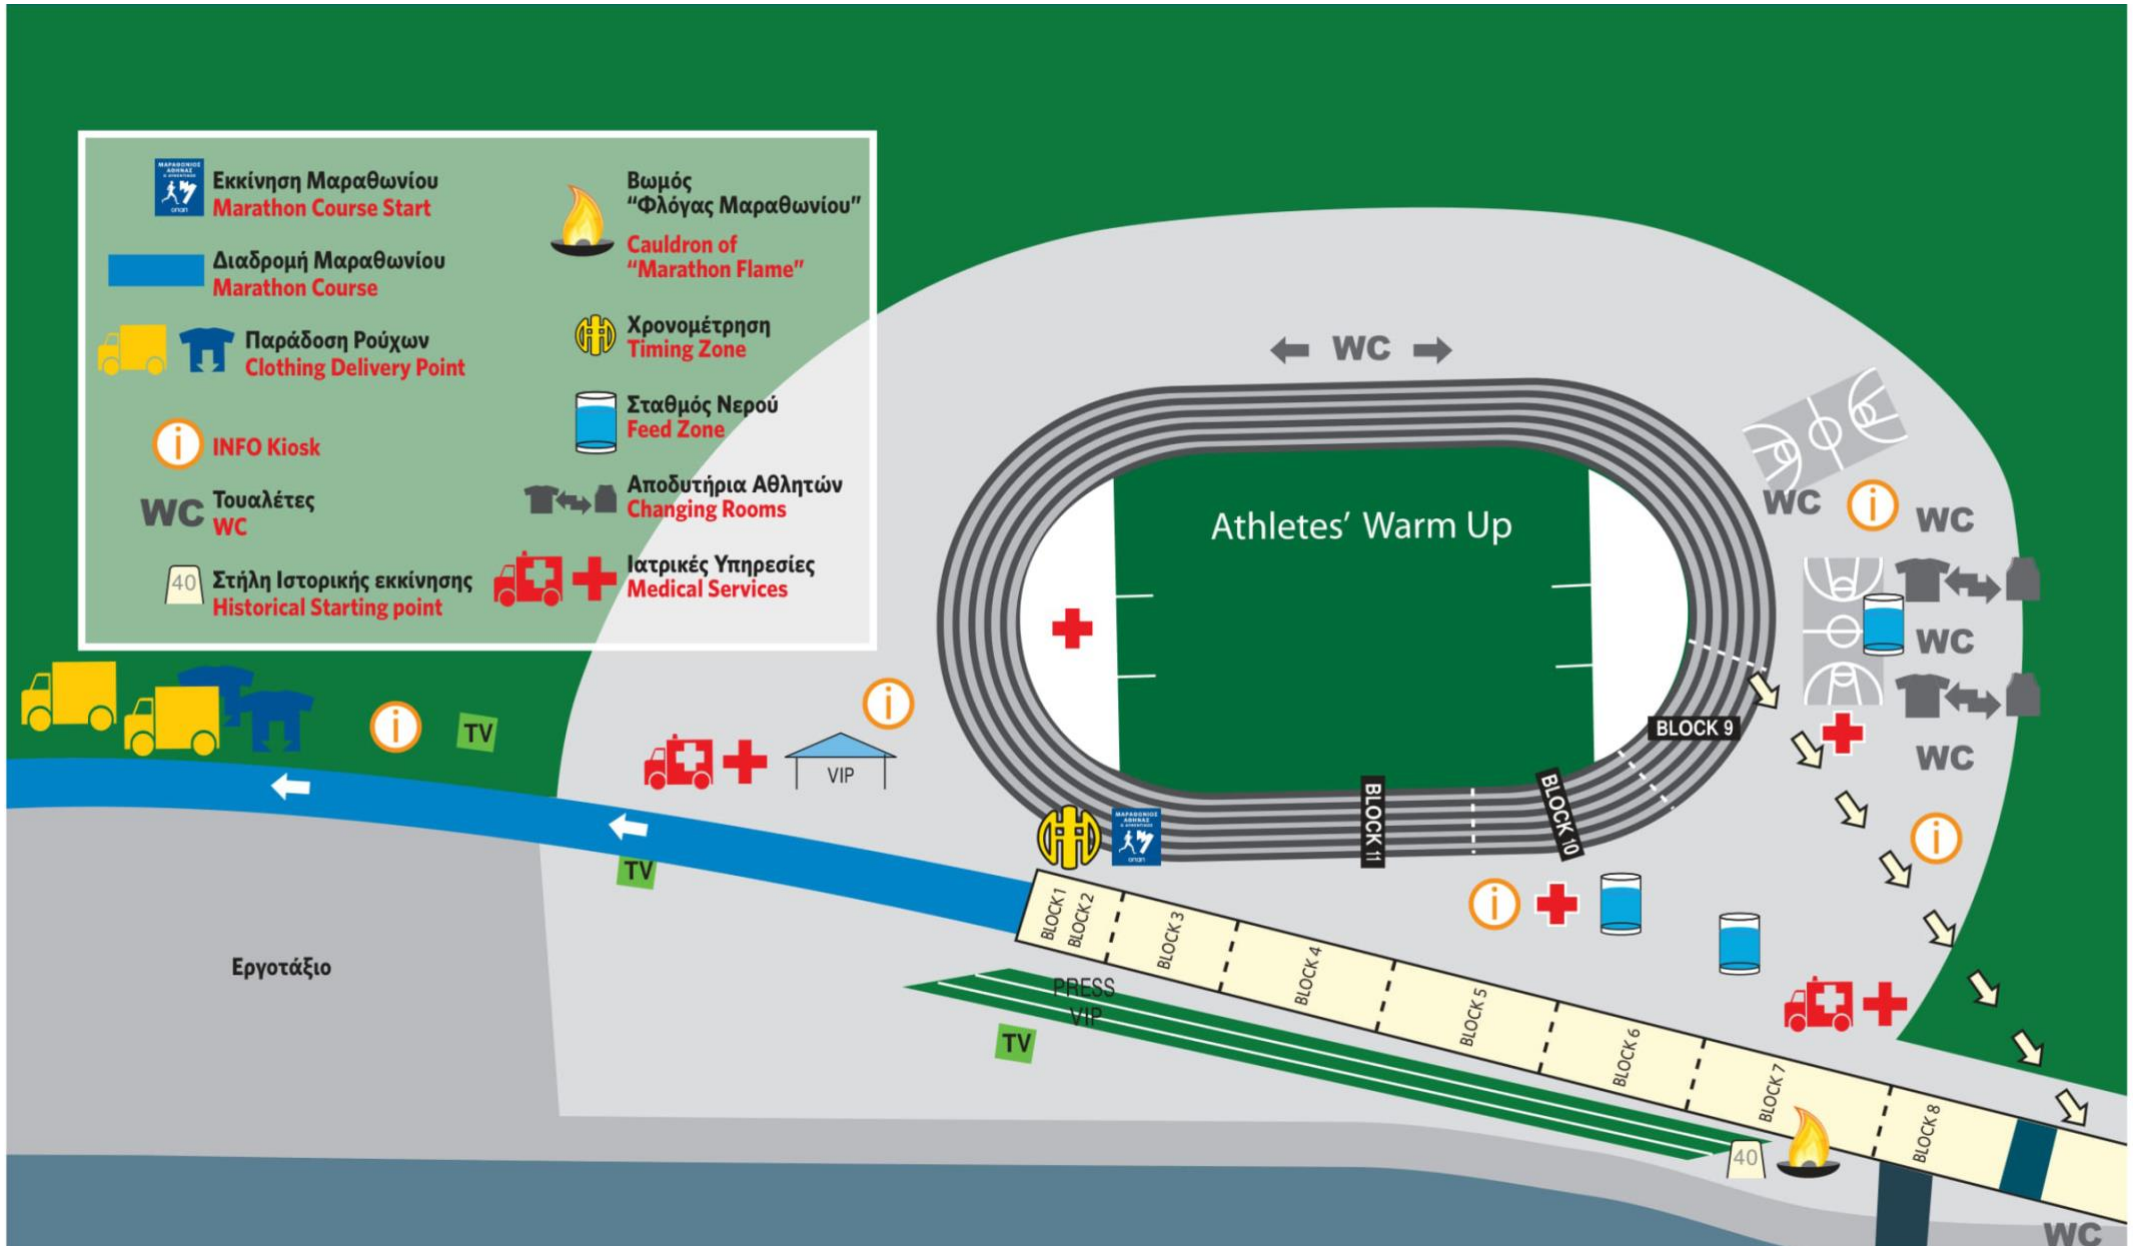 ΜΑΡΑΘΩΝΙΟΣ
ΑΘΗΝΑΣ
Εκκίνηση Μαραθωνίου
Marathon Course Start
Διαδρομή Μαραθωνίου
Marathon Course
Παράδοση Ρούχων
Clothing Delivery Point
i
INFO Kiosk
WC
Τουαλέτες
WC
40
Στήλη Ιστορικής εκκίνησης
Historical Starting point
Βωμός
“Φλόγας Μαραθωνίου”
Cauldron of
“Marathon Flame”
Χρονομέτρηση
Timing Zone
Σταθμός Νερού
Feed Zone
Αποδυτήρια Αθλητών
Changing Rooms
Ιατρικές Υπηρεσίες
Medical Services
WC
Athletes’ Warm Up
WC
i
WC
WC
WC
i
BLOCK 9
BLOCK 10
BLOCK 11
i
TV
i
VIP
TV
ΜΑΡΑΘΩΝΙΟΣ
ΑΘΗΝΑΣ
i
BLOCK 1
BLOCK 2
BLOCK 3
BLOCK 4
BLOCK 5
BLOCK 6
BLOCK 7
BLOCK 8
Εργοτάξιο
PRESS
VIP
TV
40
WC